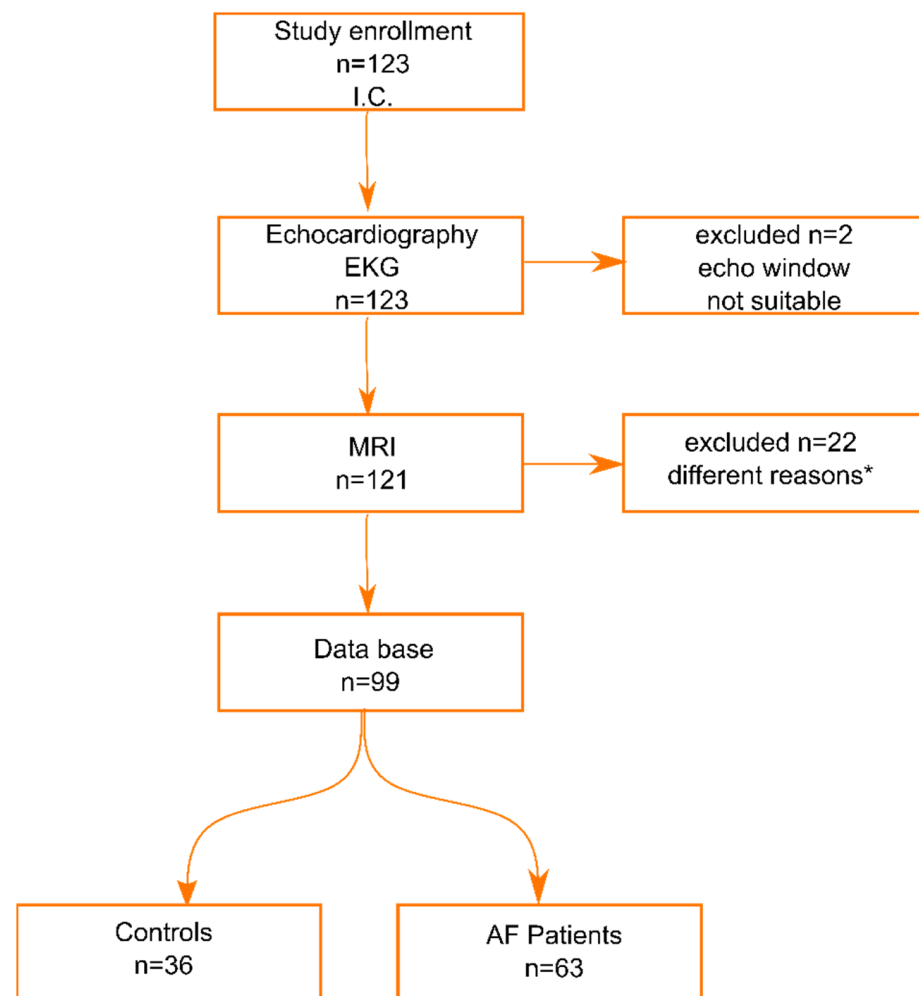 Study enrollment
n=123
I.C.
Echocardiography
EKG
n=123
excluded n=2
echo window
not suitable
MRI
n=121
excluded n=22
different reasons*
Data base
n=99
Controls
n=36
AF Patients
n=63